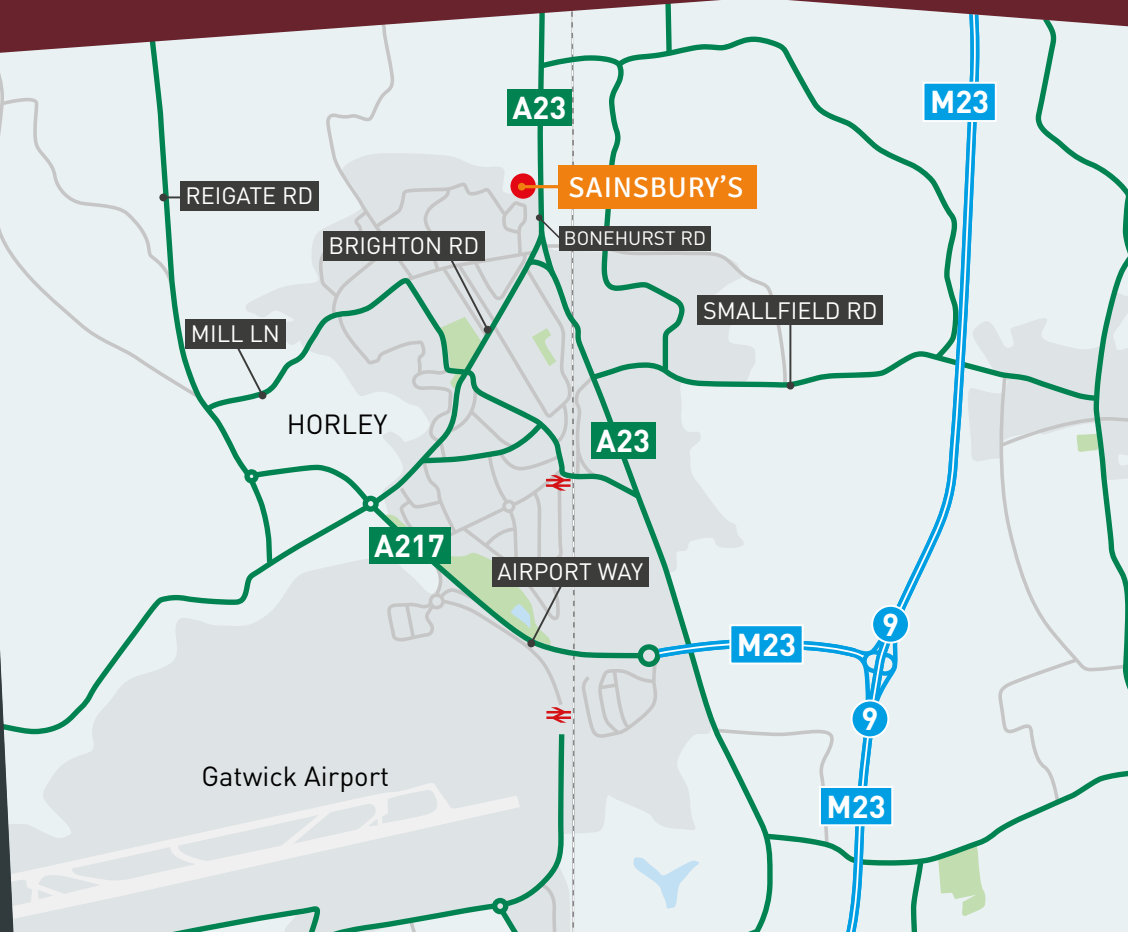 M23
A23
SAINSBURY'S
REIGATE RD
BONEHURST RD
BRIGHTON RD
SMALLFIELD RD
MILL LN
HORLEY
A23
A217
AIRPORT WAY
9
M23
9
Gatwick Airport
M23